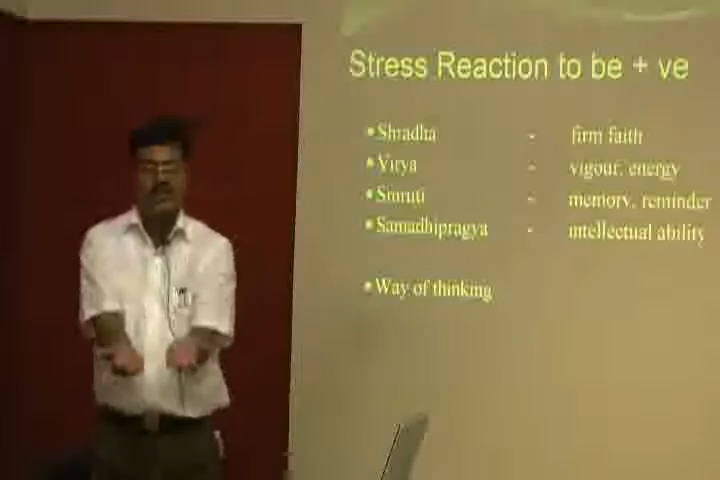 Stress Reaction to be + ve
• Shradha - firm faith
• Virya - vigour, energy
• Smruti - memory, reminder
• Samadhipragya - intellectual ability
• Way of thinking